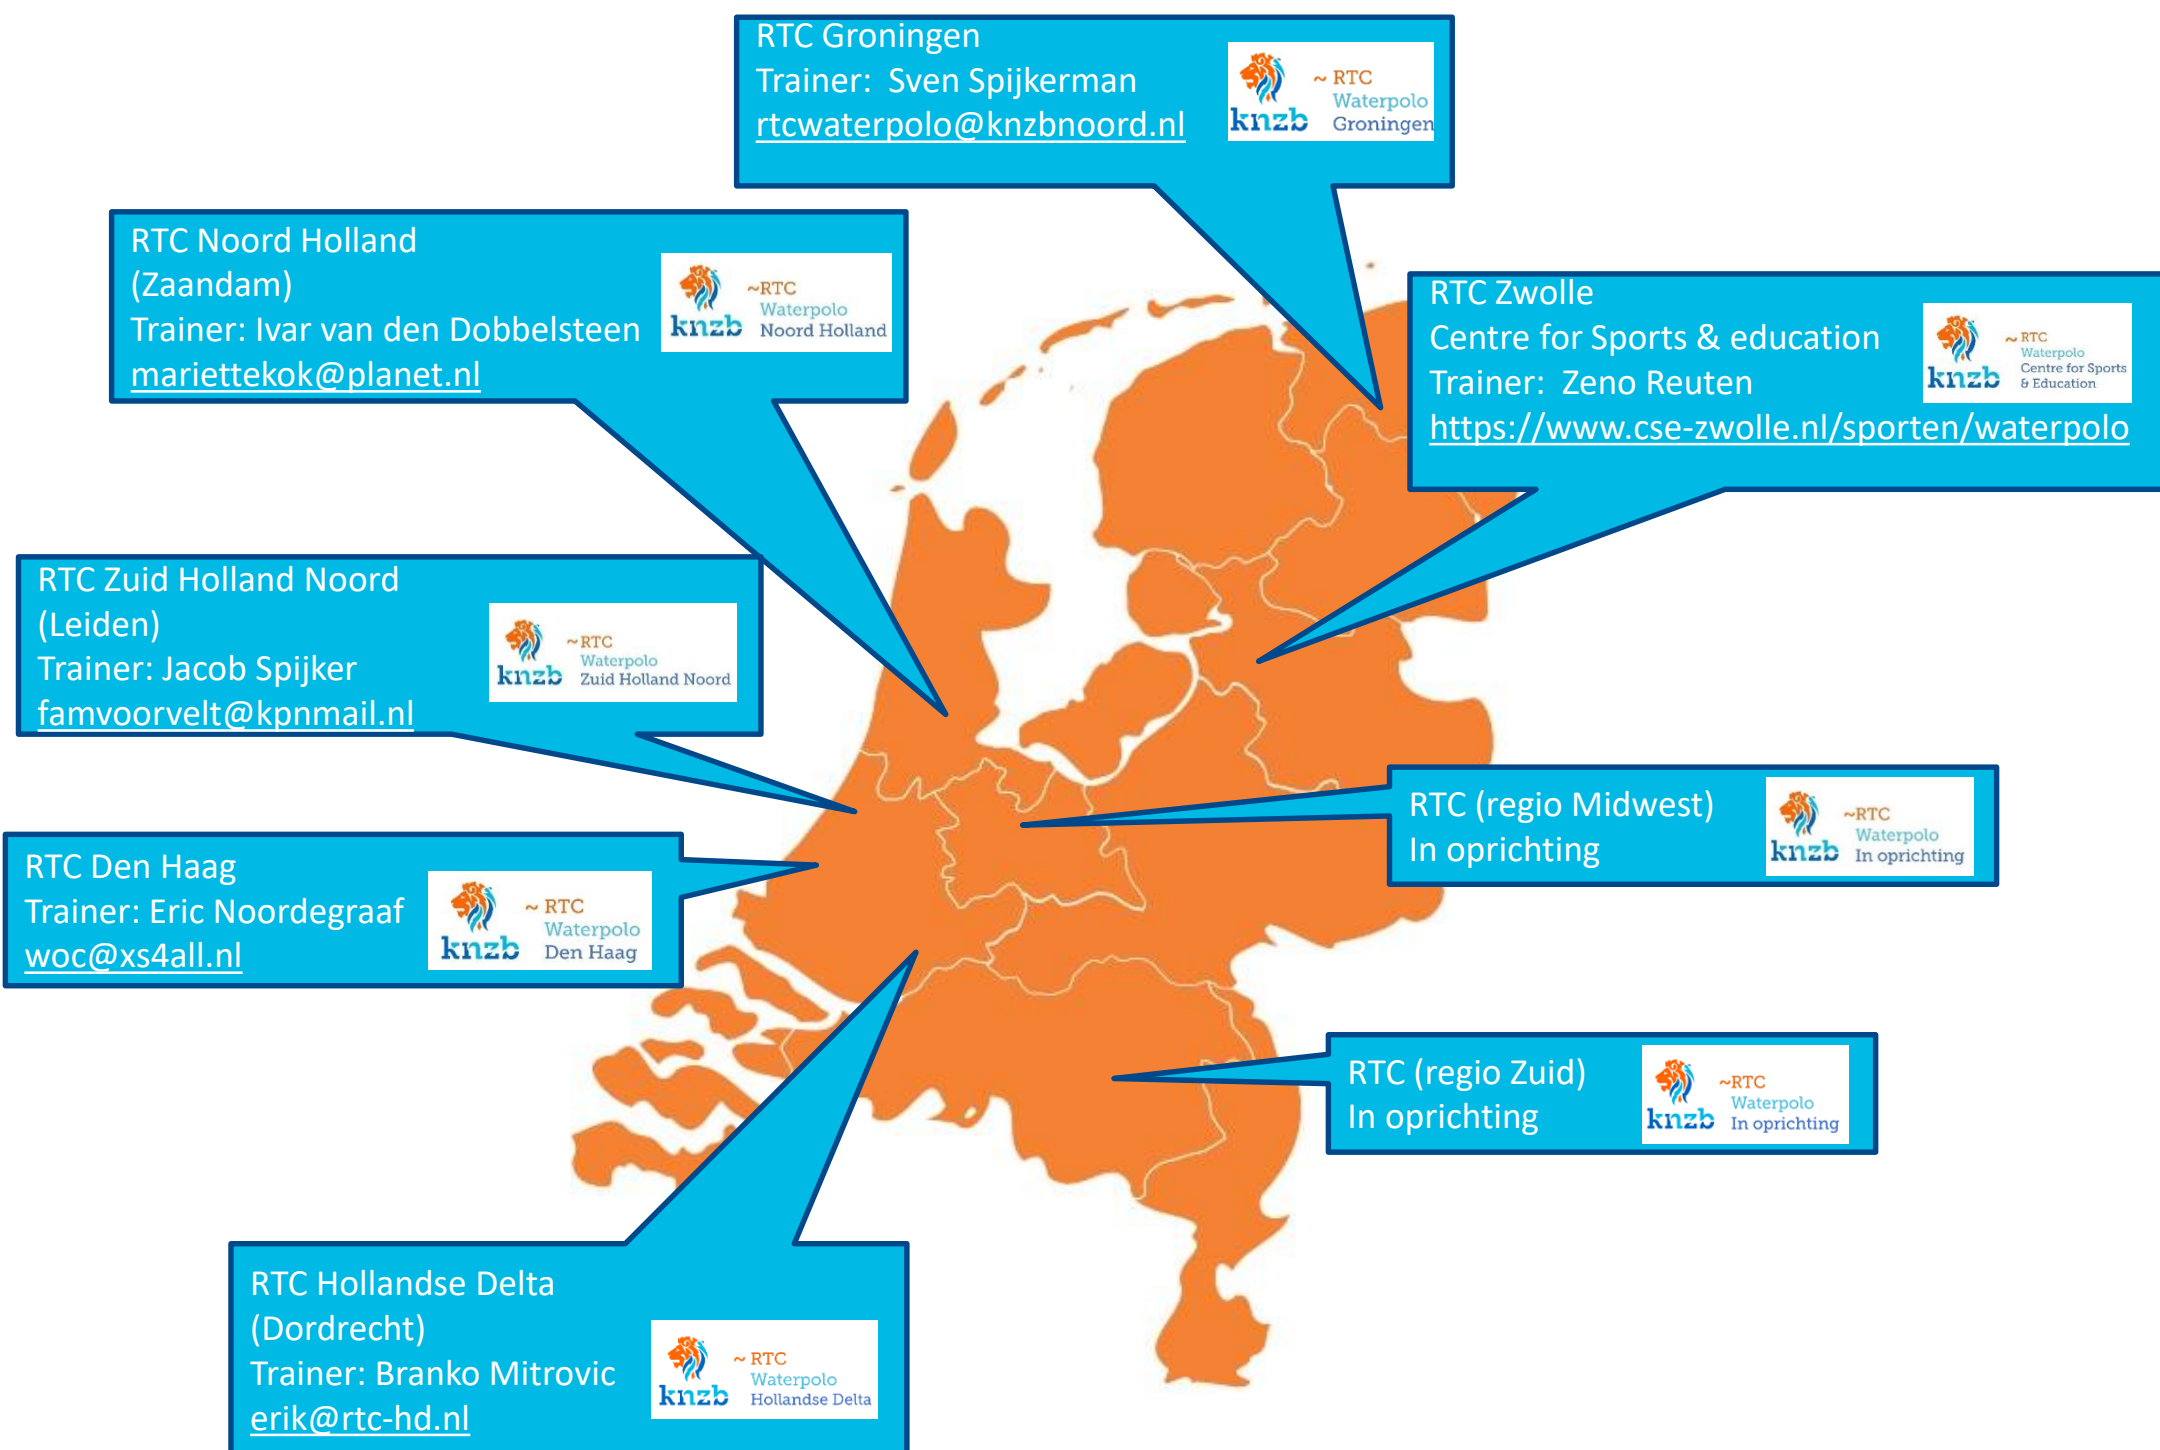 RTC Groningen
Trainer: Sven Spijkerman
rtcwaterpolo@knzbnoord.nl
knzb
~ RTC
Waterpolo
Groningen
RTC Noord Holland
(Zaandam)
Trainer: Ivar van den Dobbelsteen
mariettekok@planet.nl
knzb
~RTC
Waterpolo
Noord Holland
RTC Zwolle
Centre for Sports & education
Trainer: Zeno Reuten
https://www.cse-zwolle.nl/sporten/waterpolo
knzb
~ RTC
Waterpolo
Centre for Sports
& Education
RTC Zuid Holland Noord
(Leiden)
Trainer: Jacob Spijker
famvoorvelt@kpnmail.nl
knzb
~RTC
Waterpolo
Zuid Holland Noord
RTC (regio Midwest)
In oprichting
knzb
~RTC
Waterpolo
In oprichting
RTC Den Haag
Trainer: Eric Noordegraaf
woc@xs4all.nl
knzb
~ RTC
Waterpolo
Den Haag
RTC (regio Zuid)
In oprichting
knzb
~RTC
Waterpolo
In oprichting
RTC Hollandse Delta
(Dordrecht)
Trainer: Branko Mitrovic
erik@rtc-hd.nl
knzb
~ RTC
Waterpolo
Hollandse Delta